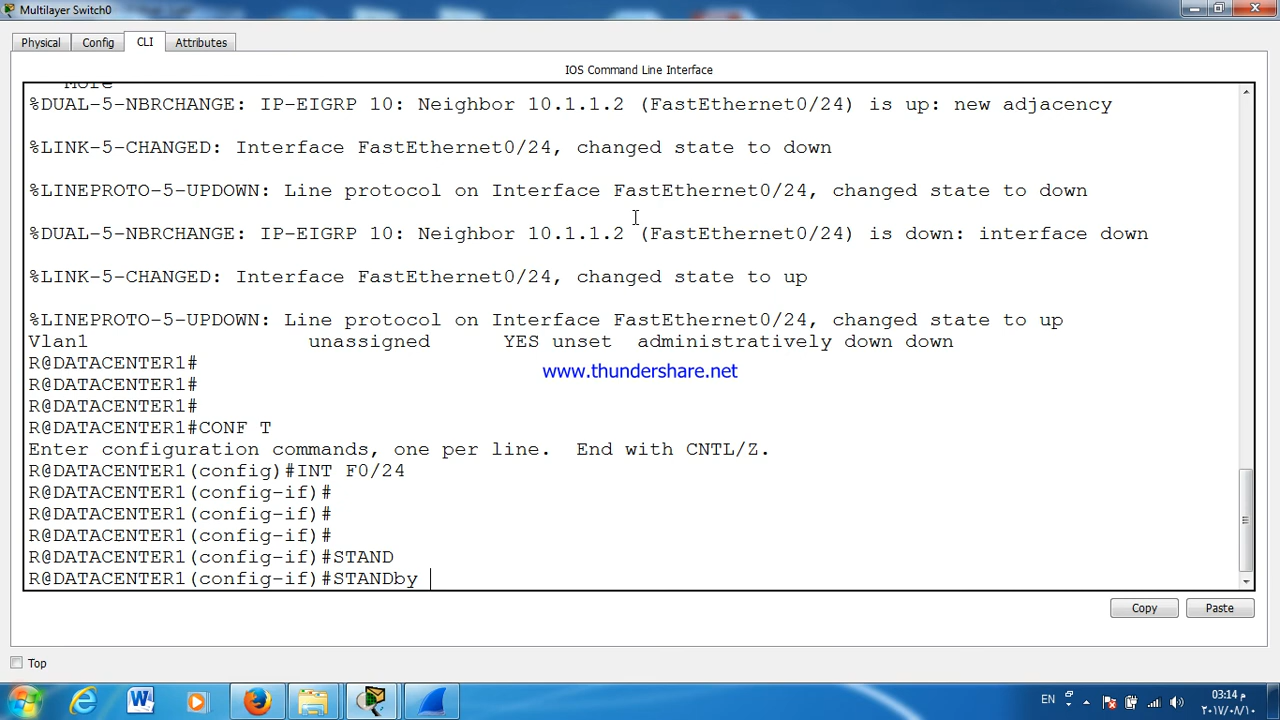 Multilayer Switch0
Physical Config CLI Attributes
IOS Command Line Interface
More
%DUAL-5-NBRCHANGE: IP-EIGRP 10: Neighbor 10.1.1.2 (FastEthernet0/24) is up: new adjacency
%LINK-5-CHANGED: Interface FastEthernet0/24, changed state to down
%LINEPROTO-5-UPDOWN: Line protocol on Interface FastEthernet0/24, changed state to down
%DUAL-5-NBRCHANGE: IP-EIGRP 10: Neighbor 10.1.1.2 (FastEthernet0/24) is down: interface down
%LINK-5-CHANGED: Interface FastEthernet0/24, changed state to up
%LINEPROTO-5-UPDOWN: Line protocol on Interface FastEthernet0/24, changed state to up
Vlan1 unassigned YES unset administratively down down
R@DATACENTER1#
www.thundershare.net
R@DATACENTER1#
R@DATACENTER1#
R@DATACENTER1#CONF T
Enter configuration commands, one per line. End with CNTL/Z.
R@DATACENTER1(config)#INT F0/24
R@DATACENTER1(config-if)#
R@DATACENTER1(config-if)#
R@DATACENTER1(config-if)#
R@DATACENTER1(config-if)#STAND
R@DATACENTER1(config-if)#STANDby
Copy Paste
Top
EN
03:14 م
٢٠١٧/٠٨/١٠